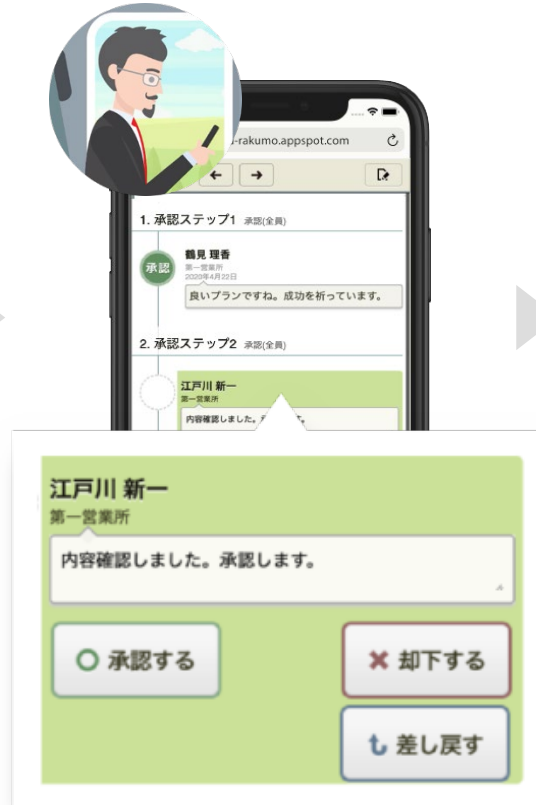 -rakumo.appspot.com
1. 承認ステップ1 承認(全員)
承認
鶴見 理香
第一営業所
2020年4月22日
良いプランですね。成功を祈っています。
2. 承認ステップ2 承認(全員)
江戸川 新一
第一営業所
内容確認しました。
江戸川 新一
第一営業所
内容確認しました。承認します。
承認する
却下する
差し戻す